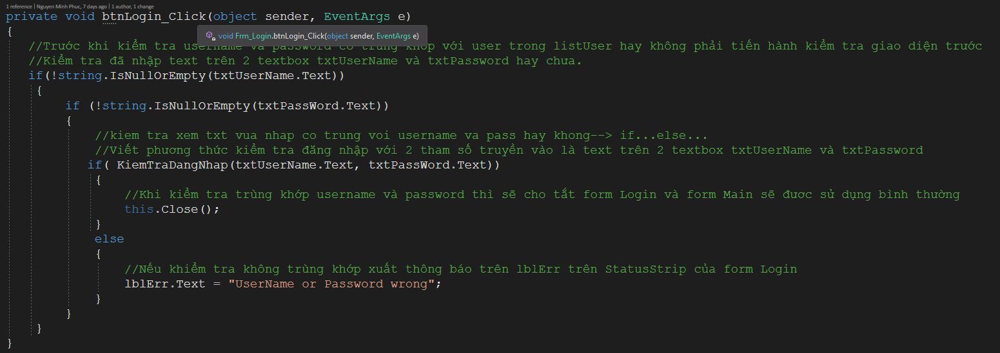 1 reference | Nguyen Minh Phuc, 7 days ago | 1 author, 1 change
private void btnLogin_Click(object sender, EventArgs e)
{
void Frm_Login.btnLogin_Click(object sender, EventArgs e)
//Trước khi kiểm tra username và password có trùng khớp với user trong listUser hay không phải tiến hành kiểm tra giao diện trước
//Kiểm tra đã nhập text trên 2 textbox txtUserName và txtPassword hay chưa.
if(!string.IsNullOrEmpty(txtUserName.Text))
{
if (!string.IsNullOrEmpty(txtPassWord.Text))
{
//kiem tra xem txt vua nhap co trung voi username va pass hay khong--> if...else...
//Viết phương thức kiểm tra đăng nhập với 2 tham số truyền vào là text trên 2 textbox txtUserName và txtPassword
if( KiemTraDangNhap(txtUserName.Text, txtPassWord.Text))
{
//Khi kiểm tra trùng khớp username và password thì sẽ cho tắt form Login và form Main sẽ đươc sử dụng bình thường
this.Close();
}
else
{
//Nếu khiểm tra không trùng khớp xuất thông báo trên lblErr trên StatusStrip của form Login
lblErr.Text = "UserName or Password wrong";
}
}
}
}